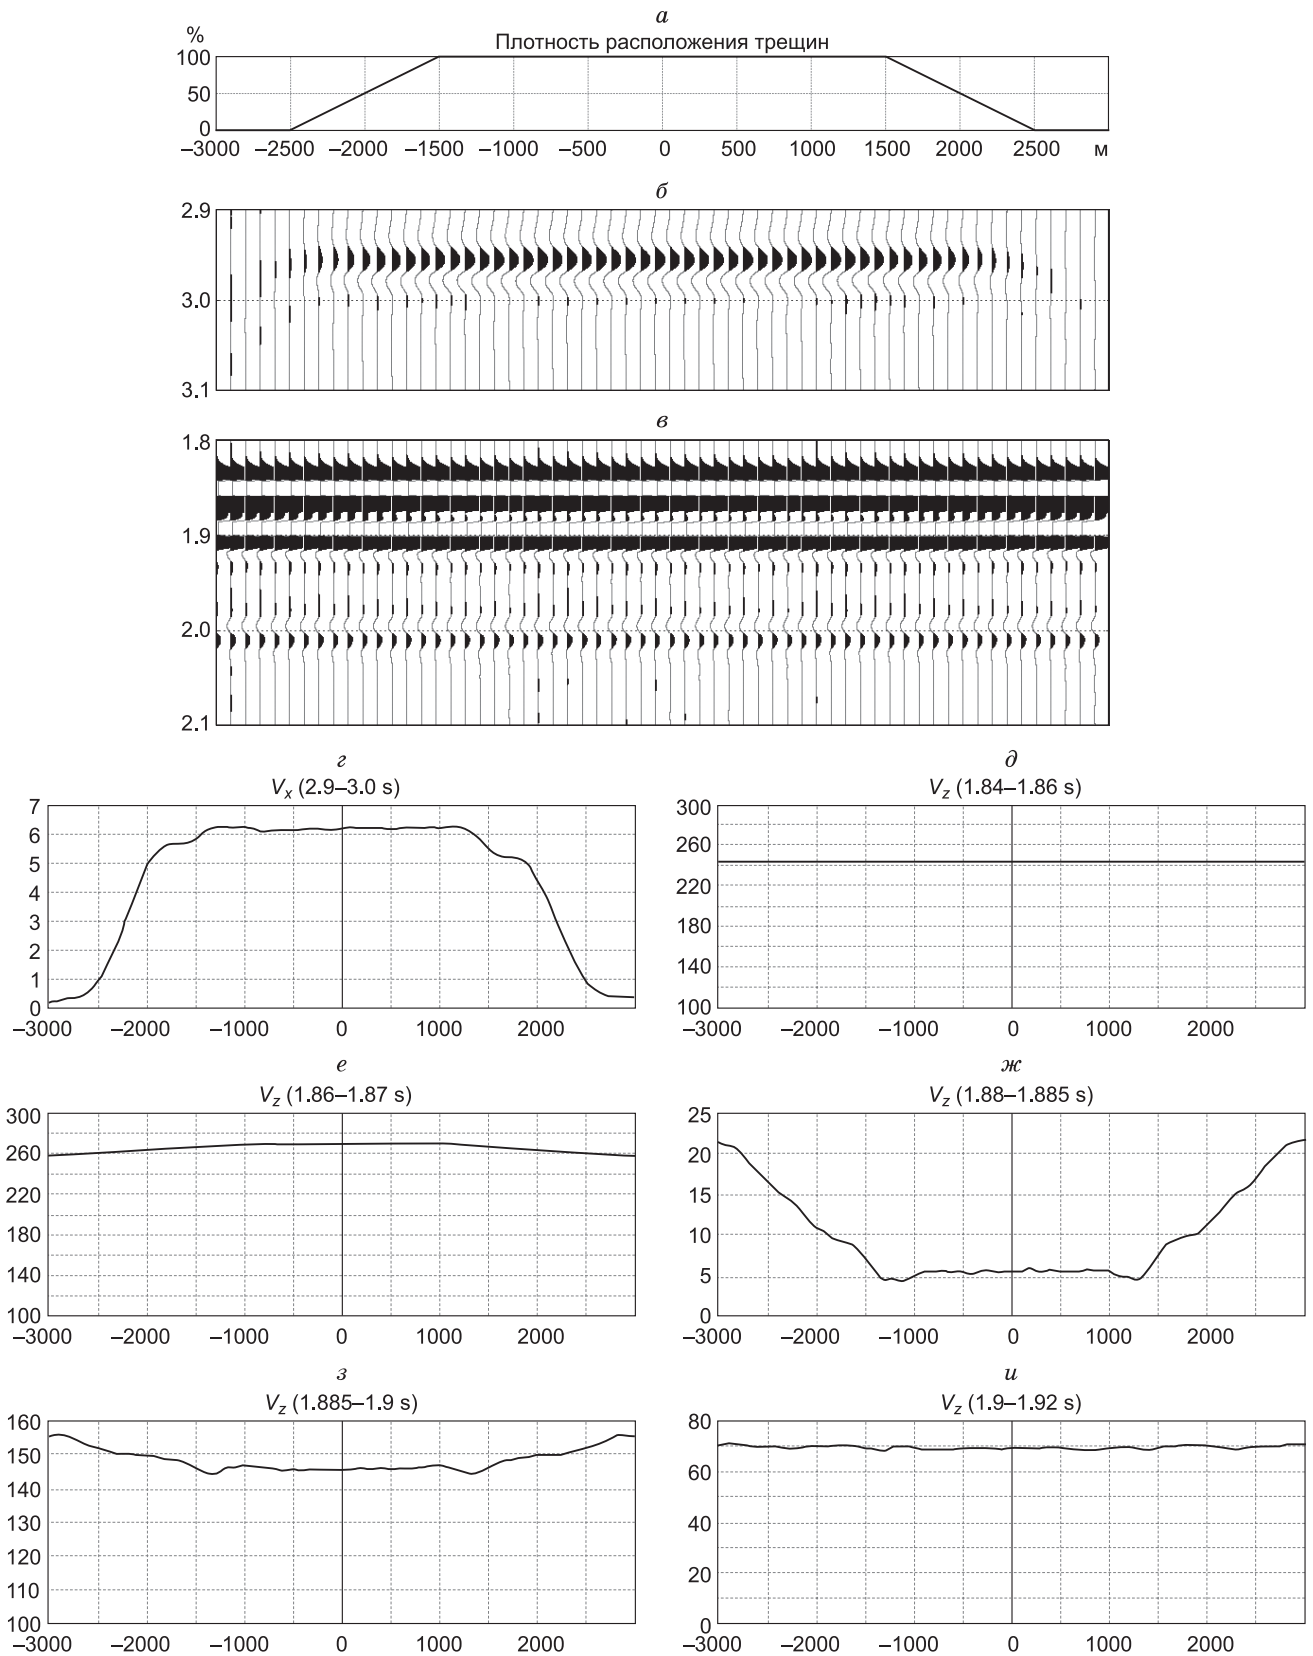 а
%
Плотность расположения трещин
100
50
0
–3000 –2500 –2000 –1500 –1000 –500 0 500 1000 1500 2000 2500 м
б
2.9
3.0
3.1
в
1.8
1.9
2.0
2.1
г
Vx (2.9–3.0 s)
7
6
5
4
3
2
1
0
–3000 –2000 –1000 0 1000 2000
д
Vz (1.84–1.86 s)
300
260
220
180
140
100
–3000 –2000 –1000 0 1000 2000
е
Vz (1.86–1.87 s)
300
260
220
180
140
100
–3000 –2000 –1000 0 1000 2000
ж
Vz (1.88–1.885 s)
25
20
15
10
5
0
–3000 –2000 –1000 0 1000 2000
з
Vz (1.885–1.9 s)
160
150
140
130
120
110
100
–3000 –2000 –1000 0 1000 2000
и
Vz (1.9–1.92 s)
80
60
40
20
0
–3000 –2000 –1000 0 1000 2000